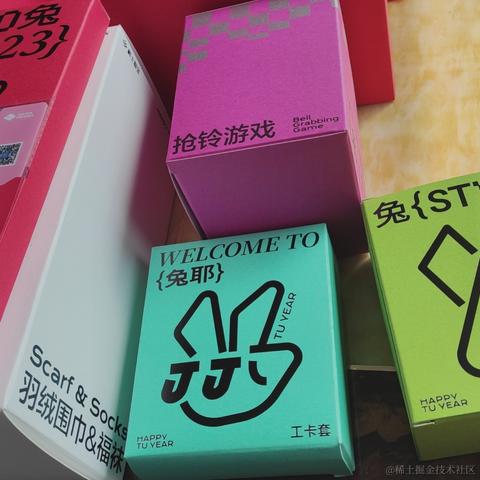 兔
23}
抢铃游戏
Bell
Grabbing
Game
WELCOME TO
{兔耶}
TU YEAR
JJ
HAPPY
TU YEAR
工卡套
兔{ST
HAPPY
TU YEAR
Scarf & Socks
羽绒围巾&福袜
@稀土掘金技术社区